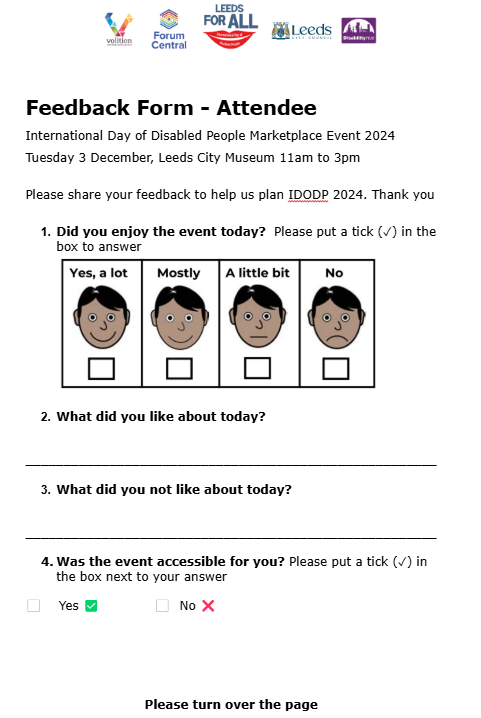 volition
Forum
Central
LEEDS
FOR ALL
Leeds
CITY COUNCIL
DisabilityHub
Feedback Form - Attendee
International Day of Disabled People Marketplace Event 2024
Tuesday 3 December, Leeds City Museum 11am to 3pm
Please share your feedback to help us plan IDODP 2024. Thank you
1. Did you enjoy the event today? Please put a tick (✓) in the
box to answer
Yes, a lot Mostly A little bit No
2. What did you like about today?
3. What did you not like about today?
4. Was the event accessible for you? Please put a tick (✓) in
the box next to your answer
Yes No
Please turn over the page